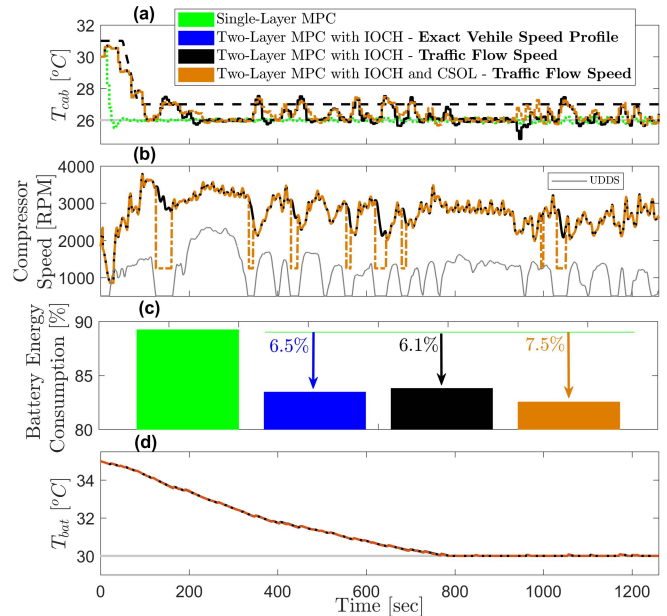 (a)
Single-Layer MPC
Two-Layer MPC with IOCH - Exact Vehile Speed Profile
Two-Layer MPC with IOCH - Traffic Flow Speed
Two-Layer MPC with IOCH and CSOL - Traffic Flow Speed
T_cab [°C]
32
30
28
26
(b)
UDDS
Compressor
Speed [RPM]
4000
3000
2000
1000
(c)
Battery Energy
Consumption [%]
90
85
80
6.5%
6.1%
7.5%
(d)
T_bat [°C]
34
32
30
0
200
400
600
800
1000
1200
Time [sec]